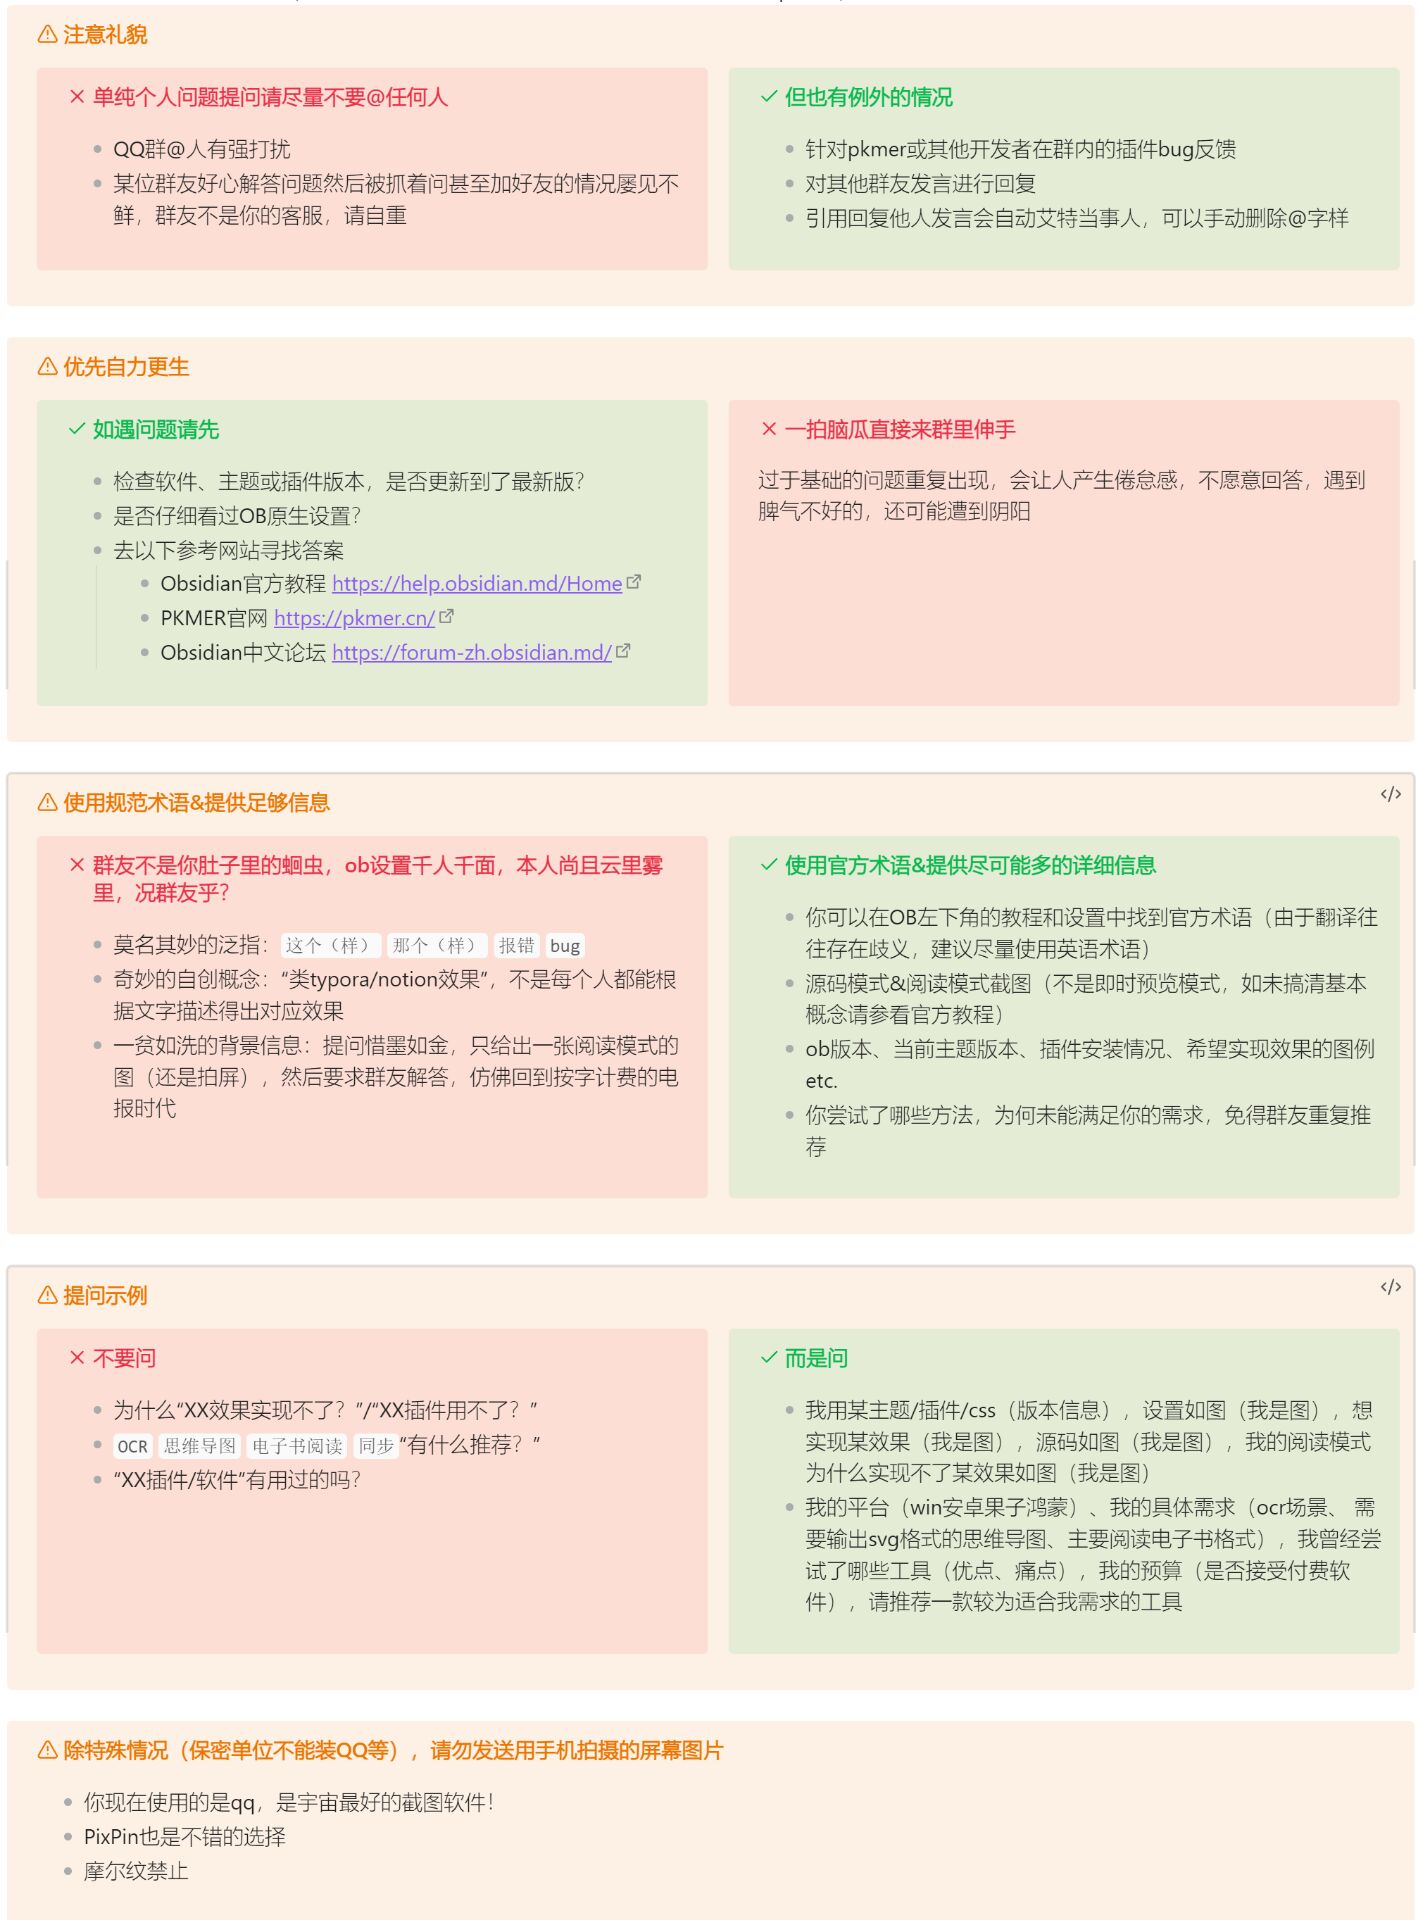 注意礼貌
单纯个人问题提问请尽量不要@任何人
QQ群@人有强打扰
某位群友好心解答问题然后被抓着问甚至加好友的情况屡见不
鲜，群友不是你的客服，请自重
但也有例外的情况
针对pkmer或其他开发者在群内的插件bug反馈
对其他群友发言进行回复
引用回复他人发言会自动艾特当事人，可以手动删除@字样
优先自力更生
如遇问题请先
检查软件、主题或插件版本，是否更新到了最新版？
是否仔细看过OB原生设置？
去以下参考网站寻找答案
Obsidian官方教程 https://help.obsidian.md/Home
PKMER官网 https://pkmer.cn/
Obsidian中文论坛 https://forum-zh.obsidian.md/
一拍脑瓜直接来群里伸手
过于基础的问题重复出现，会让人产生倦怠感，不愿意回答，遇到
脾气不好的，还可能遭到阴阳
使用规范术语&提供足够信息
群友不是你肚子里的蛔虫，ob设置千人千面，本人尚且云里雾
里，况群友乎？
莫名其妙的泛指：这个（样） 那个（样） 报错 bug
奇妙的自创概念：“类typora/notion效果”，不是每个人都能根
据文字描述得出对应效果
一贫如洗的背景信息：提问惜墨如金，只给出一张阅读模式的
图（还是拍屏），然后要求群友解答，仿佛回到按字计费的电
报时代
使用官方术语&提供尽可能多的详细信息
你可以在OB左下角的教程和设置中找到官方术语（由于翻译往
往存在歧义，建议尽量使用英语术语）
源码模式&阅读模式截图（不是即时预览模式，如未搞清基本
概念请参看官方教程）
ob版本、当前主题版本、插件安装情况、希望实现效果的图例
etc.
你尝试了哪些方法，为何未能满足你的需求，免得群友重复推
荐
提问示例
不要问
为什么“XX效果实现不了？”/“XX插件用不了？”
OCR 思维导图 电子书阅读 同步“有什么推荐？”
“XX插件/软件”有用过的吗？
而是问
我用某主题/插件/css（版本信息），设置如图（我是图），想
实现某效果（我是图），源码如图（我是图），我的阅读模式
为什么实现不了某效果如图（我是图）
我的平台（win安卓果子鸿蒙）、我的具体需求（ocr场景、 需
要输出svg格式的思维导图、主要阅读电子书格式），我曾经尝
试了哪些工具（优点、痛点），我的预算（是否接受付费软
件），请推荐一款较为适合我需求的工具
除特殊情况（保密单位不能装QQ等），请勿发送用手机拍摄的屏幕图片
你现在使用的是qq，是宇宙最好的截图软件！
PixPin也是不错的选择
摩尔纹禁止